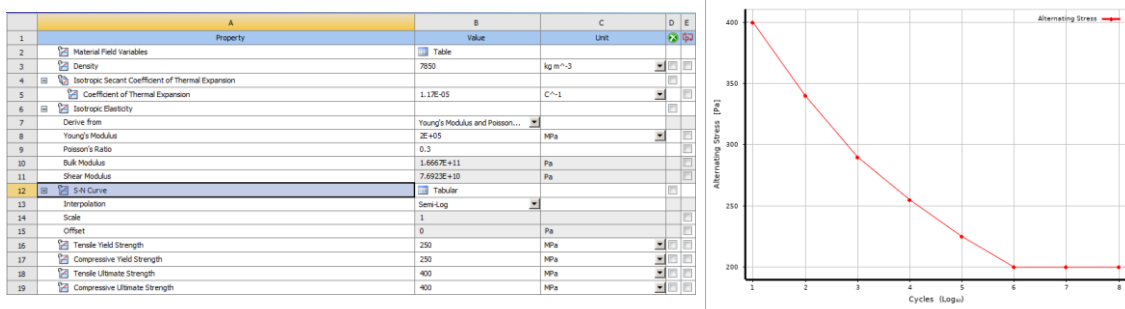 A B C D E
1 Property Value Unit
2 Material Field Variables Table
3 Density 7850 kg m^-3
4 Isotropic Secant Coefficient of Thermal Expansion
5 Coefficient of Thermal Expansion 1.17E-05 C^-1
6 Isotropic Elasticity
7 Derive from Young's Modulus and Poisson...
8 Young's Modulus 2E+05 MPa
9 Poisson's Ratio 0.3
10 Bulk Modulus 1.6667E+11 Pa
11 Shear Modulus 7.6923E+10 Pa
12 S-N Curve Tabular
13 Interpolation Semi-Log
14 Scale 1
15 Offset 0 Pa
16 Tensile Yield Strength 250 MPa
17 Compressive Yield Strength 250 MPa
18 Tensile Ultimate Strength 400 MPa
19 Compressive Ultimate Strength 400 MPa
Alternating Stress
Alternating Stress [Pa]
400
350
300
250
200
1 2 3 4 5 6 7 8
Cycles (Log₁₀)